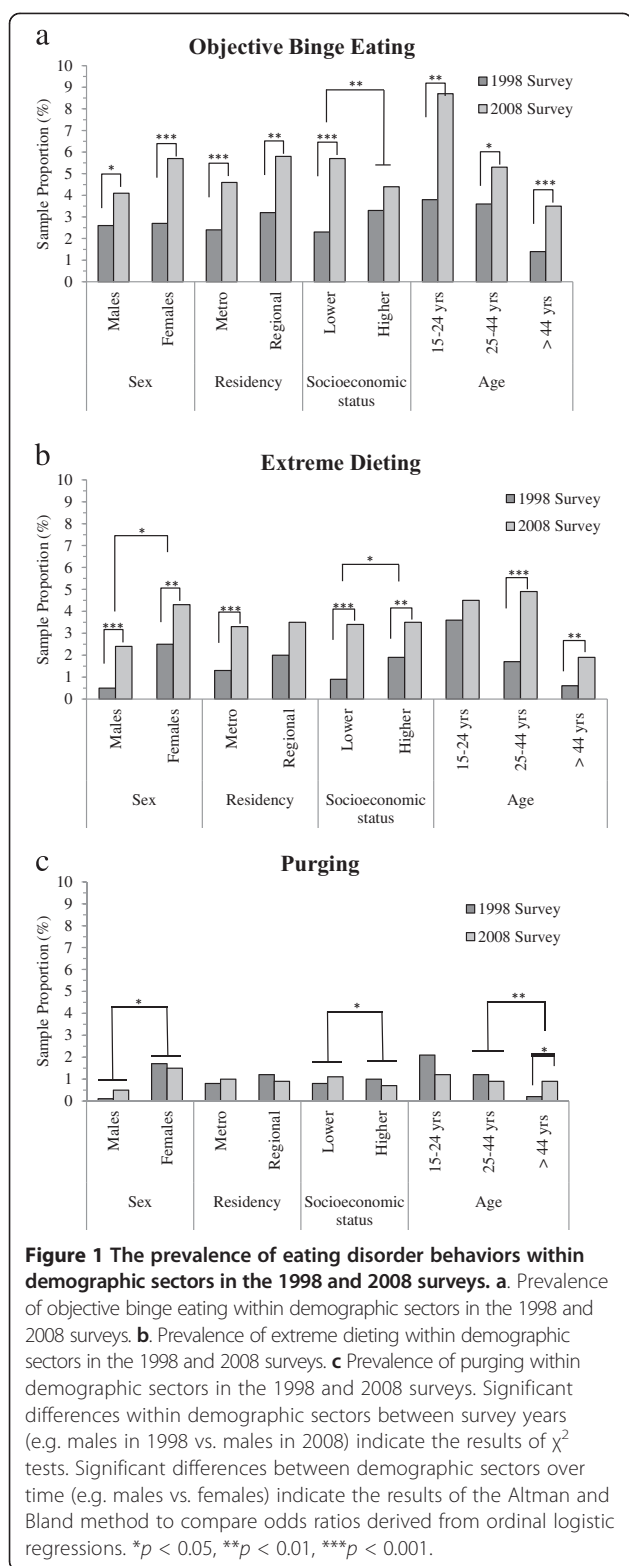 a
Objective Binge Eating
1998 Survey
2008 Survey
Sample Proportion (%)
10
9
8
7
6
5
4
3
2
1
0
*
***
***
**
***
**
**
*
***
Males
Females
Metro
Regional
Lower
Higher
15-24 yrs
25-44 yrs
> 44 yrs
Sex
Residency
Socioeconomic
status
Age
b
Extreme Dieting
1998 Survey
2008 Survey
Sample Proportion (%)
10
9
8
7
6
5
4
3
2
1
0
***
*
**
***
***
*
**
***
**
Males
Females
Metro
Regional
Lower
Higher
15-24 yrs
25-44 yrs
> 44 yrs
Sex
Residency
Socioeconomic
status
Age
c
Purging
1998 Survey
2008 Survey
Sample Proportion (%)
10
9
8
7
6
5
4
3
2
1
0
*
*
**
*
Males
Females
Metro
Regional
Lower
Higher
15-24 yrs
25-44 yrs
> 44 yrs
Sex
Residency
Socioeconomic
status
Age
Figure 1 The prevalence of eating disorder behaviors within
demographic sectors in the 1998 and 2008 surveys. a. Prevalence
of objective binge eating within demographic sectors in the 1998 and
2008 surveys. b. Prevalence of extreme dieting within demographic
sectors in the 1998 and 2008 surveys. c Prevalence of purging within
demographic sectors in the 1998 and 2008 surveys. Significant
differences within demographic sectors between survey years
(e.g. males in 1998 vs. males in 2008) indicate the results of χ²
tests. Significant differences between demographic sectors over
time (e.g. males vs. females) indicate the results of the Altman and
Bland method to compare odds ratios derived from ordinal logistic
regressions. *p < 0.05, **p < 0.01, ***p < 0.001.